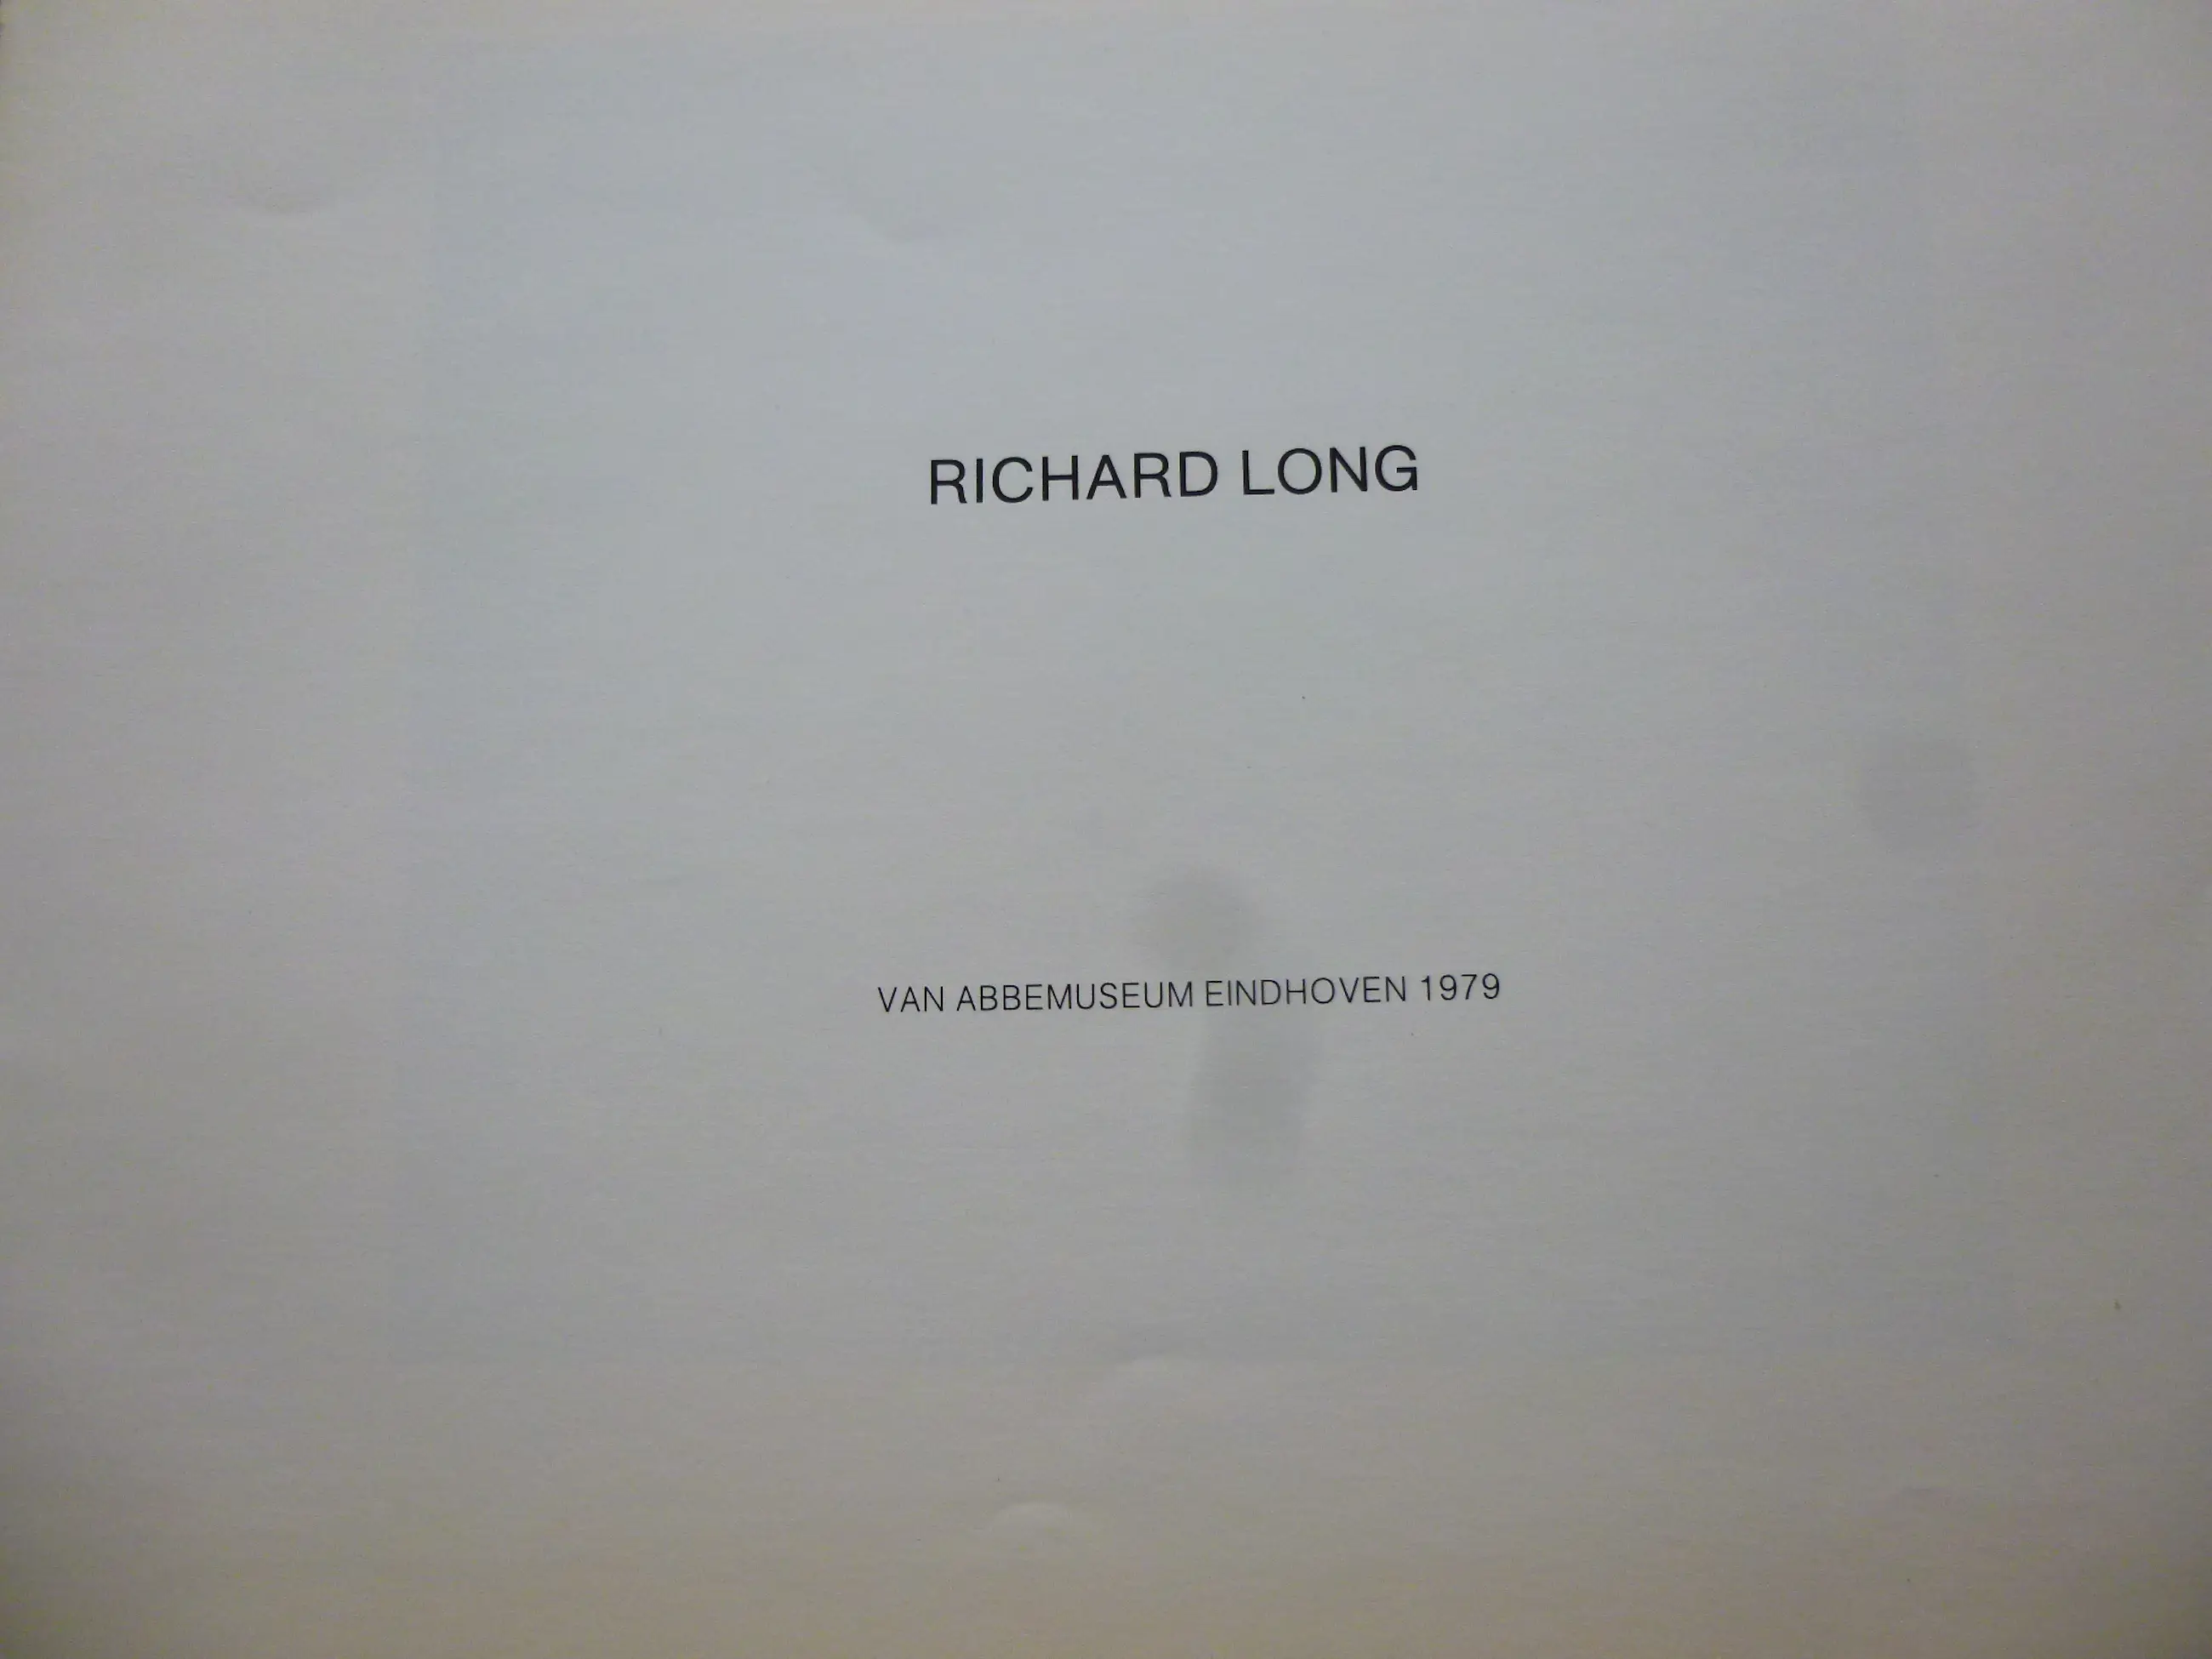 RICHARD LONG
VAN ABBEMUSEUM EINDHOVEN 1979